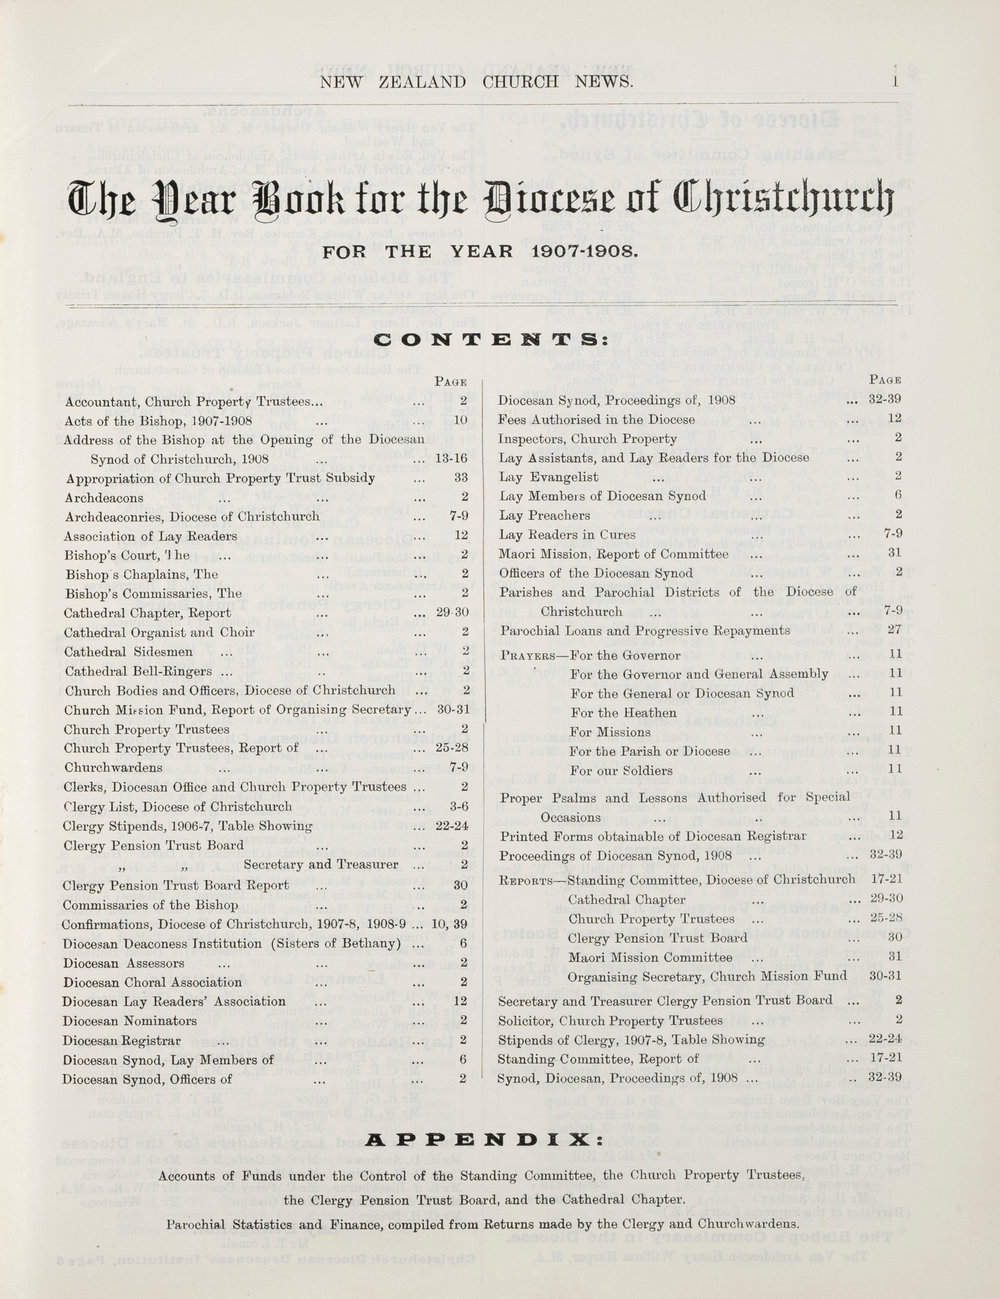 NEW ZEALAND CHURCH NEWS. 1
The Year Book for the Diocese of Christchurch
FOR THE YEAR 1907-1908.
CONTENTS:
PAGE
Accountant, Church Property Trustees... ... 2
Acts of the Bishop, 1907-1908 ... ... 10
Address of the Bishop at the Opening of the Diocesan
Synod of Christchurch, 1908 ... ... 13-16
Appropriation of Church Property Trust Subsidy ... 33
Archdeacons ... ... ... 2
Archdeaconries, Diocese of Christchurch ... 7-9
Association of Lay Readers ... ... 12
Bishop's Court, The ... ... ... 2
Bishop s Chaplains, The ... ... 2
Bishop's Commissaries, The ... ... 2
Cathedral Chapter, Report ... ... 29-30
Cathedral Organist and Choir ... ... 2
Cathedral Sidesmen ... ... ... 2
Cathedral Bell-Ringers ... .. ... 2
Church Bodies and Officers, Diocese of Christchurch ... 2
Church Mission Fund, Report of Organising Secretary ... 30-31
Church Property Trustees ... ... 2
Church Property Trustees, Report of ... ... 25-28
Churchwardens ... ... ... 7-9
Clerks, Diocesan Office and Church Property Trustees ... 2
Clergy List, Diocese of Christchurch ... 3-6
Clergy Stipends, 1906-7, Table Showing ... 22-24
Clergy Pension Trust Board ... ... 2
„ „ Secretary and Treasurer ... 2
Clergy Pension Trust Board Report ... ... 30
Commissaries of the Bishop ... .. 2
Confirmations, Diocese of Christchurch, 1907-8, 1908-9 ... 10, 39
Diocesan Deaconess Institution (Sisters of Bethany) ... 6
Diocesan Assessors ... ... ... 2
Diocesan Choral Association ... ... 2
Diocesan Lay Readers' Association ... ... 12
Diocesan Nominators ... ... 2
Diocesan Registrar ... ... ... 2
Diocesan Synod, Lay Members of ... ... 6
Diocesan Synod, Officers of ... ... 2
PAGE
Diocesan Synod, Proceedings of, 1908 ... 32-39
Fees Authorised in the Diocese ... ... 12
Inspectors, Church Property ... ... 2
Lay Assistants, and Lay Readers for the Diocese ... 2
Lay Evangelist ... ... ... 2
Lay Members of Diocesan Synod ... ... 6
Lay Preachers ... ... ... 2
Lay Readers in Cures ... ... 7-9
Maori Mission, Report of Committee ... ... 31
Officers of the Diocesan Synod ... ... 2
Parishes and Parochial Districts of the Diocese of
Christchurch ... ... ... 7-9
Parochial Loans and Progressive Repayments ... 27
PRAYERS—For the Governor ... ... 11
For the Governor and General Assembly ... 11
For the General or Diocesan Synod ... 11
For the Heathen ... ... 11
For Missions ... ... 11
For the Parish or Diocese ... ... 11
For our Soldiers ... ... 11
Proper Psalms and Lessons Authorised for Special
Occasions ... .. ... 11
Printed Forms obtainable of Diocesan Registrar ... 12
Proceedings of Diocesan Synod, 1908 ... ... 32-39
REPORTS—Standing Committee, Diocese of Christchurch 17-21
Cathedral Chapter ... ... 29-30
Church Property Trustees ... ... 25-28
Clergy Pension Trust Board ... 30
Maori Mission Committee ... ... 31
Organising Secretary, Church Mission Fund 30-31
Secretary and Treasurer Clergy Pension Trust Board ... 2
Solicitor, Church Property Trustees ... ... 2
Stipends of Clergy, 1907-8, Table Showing ... 22-24
Standing Committee, Report of ... ... 17-21
Synod, Diocesan, Proceedings of, 1908 ... .. 32-39
APPENDIX:
Accounts of Funds under the Control of the Standing Committee, the Church Property Trustees,
the Clergy Pension Trust Board, and the Cathedral Chapter.
Parochial Statistics and Finance, compiled from Returns made by the Clergy and Churchwardens.